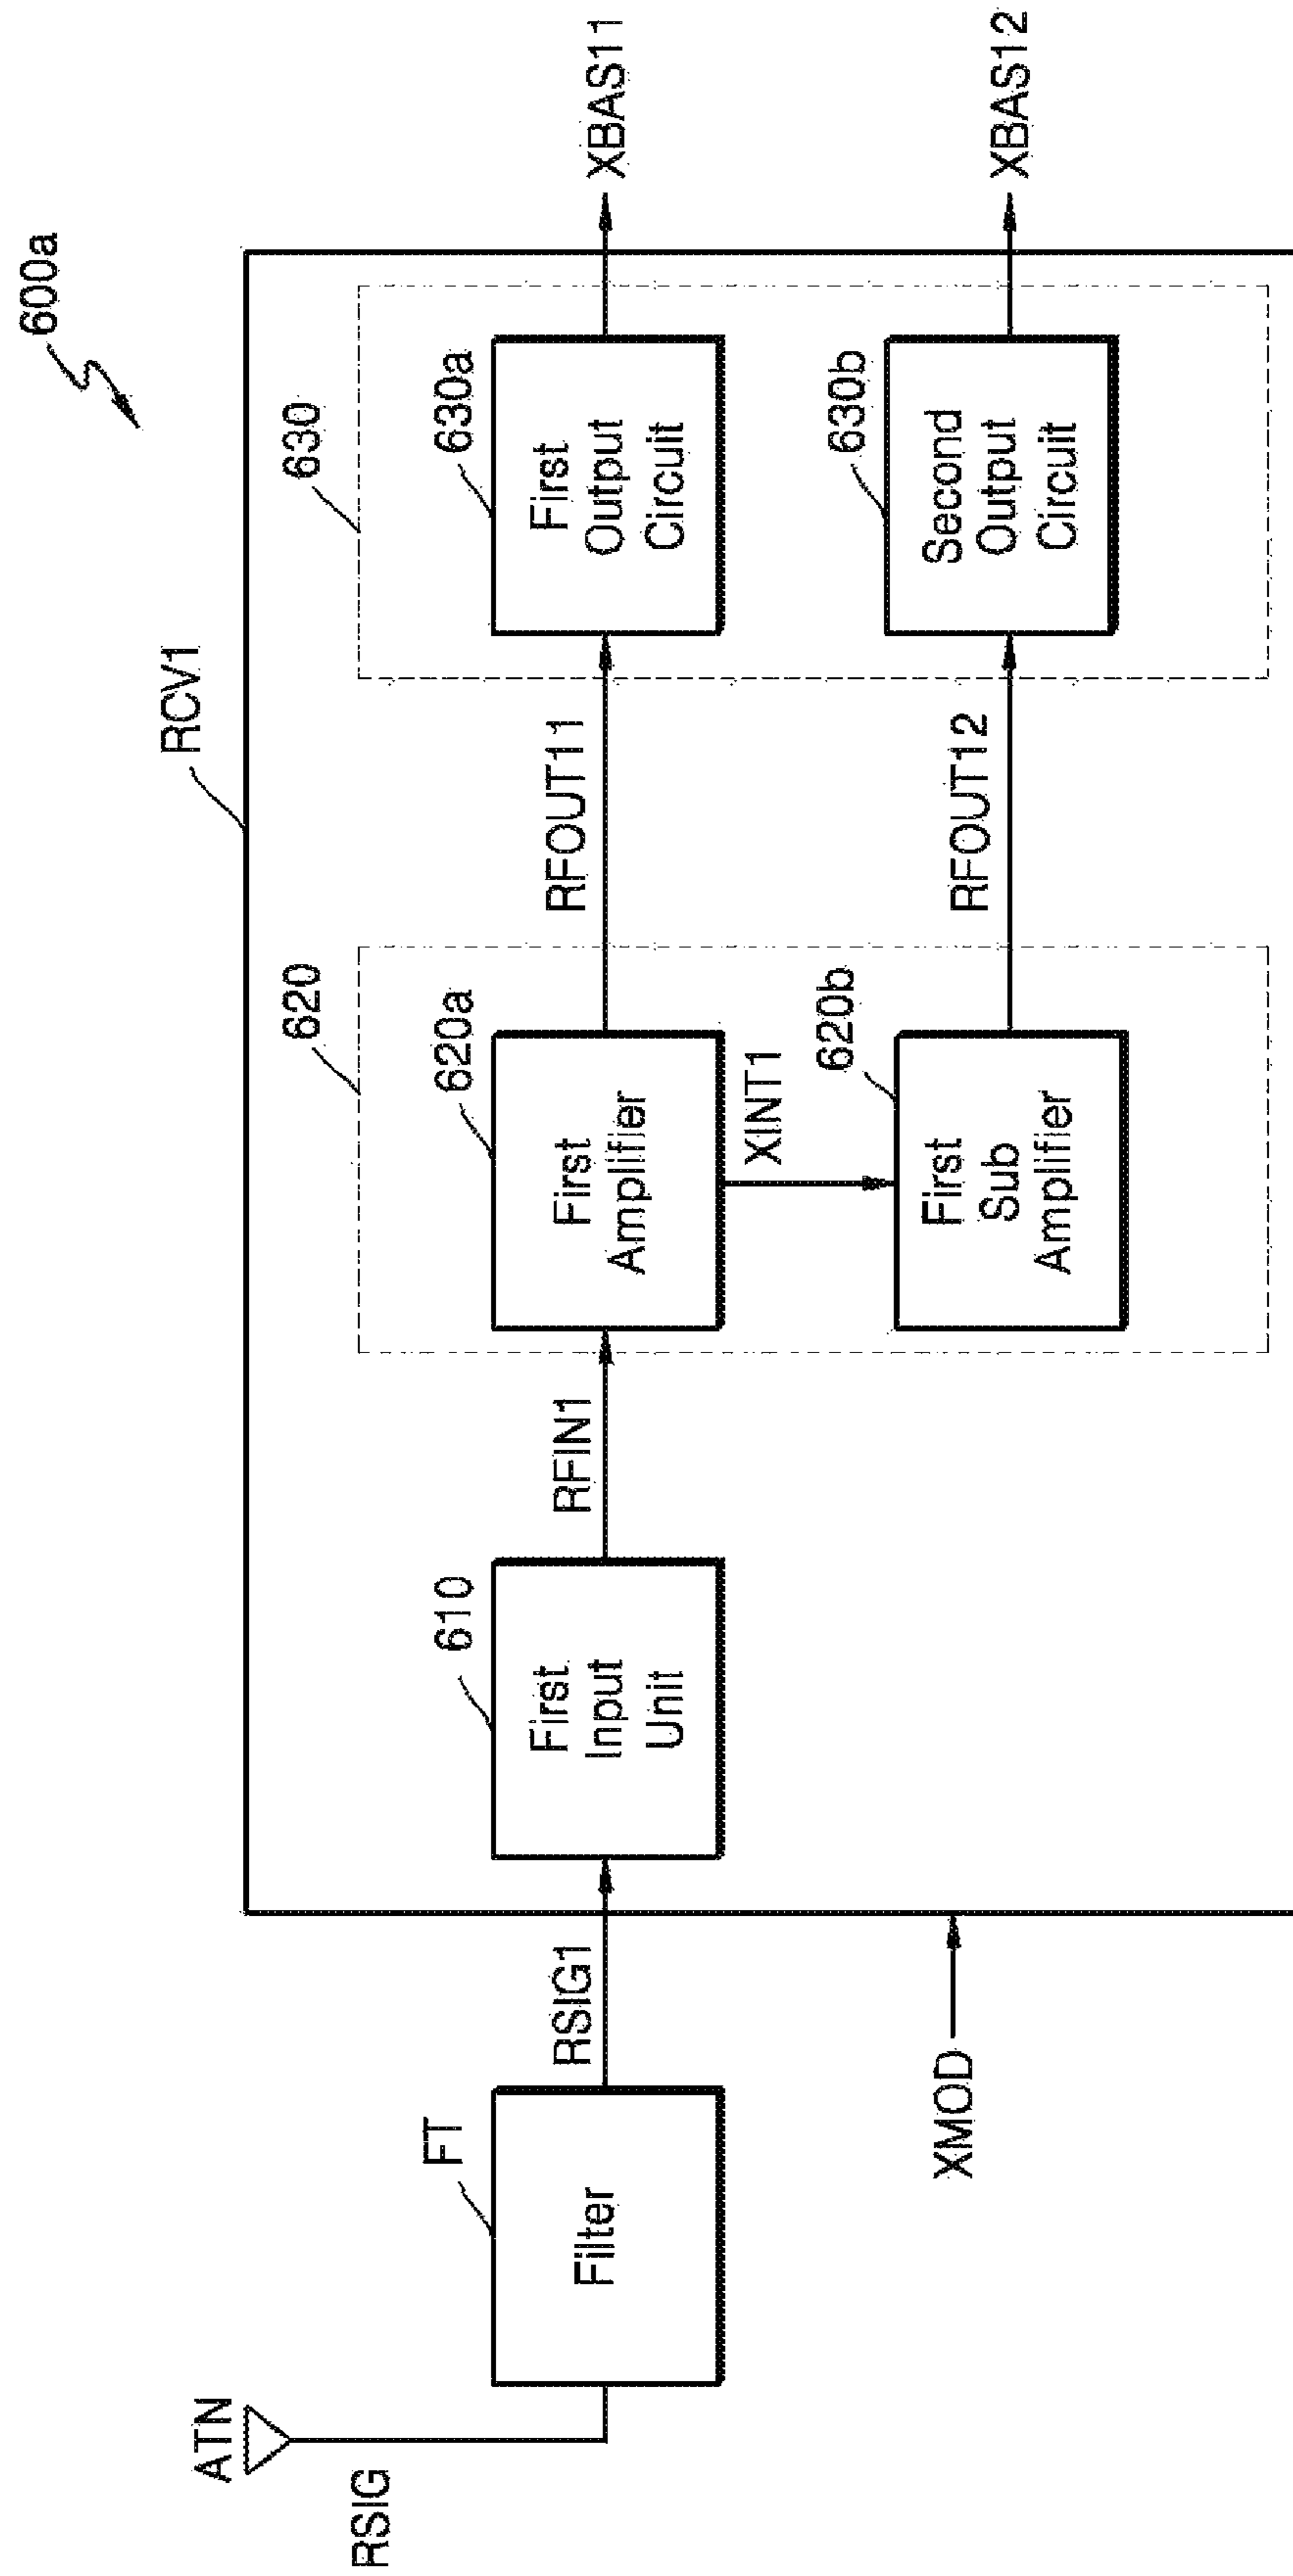 600a
RCV1
ATN
RSIG
FT
Filter
RSIG1
610
First
Input
Unit
RFIN1
620
620a
First
Amplifier
XINT1
620b
First
Sub
Amplifier
RFOUT11
RFOUT12
630
630a
First
Output
Circuit
630b
Second
Output
Circuit
XBAS11
XBAS12
XMOD